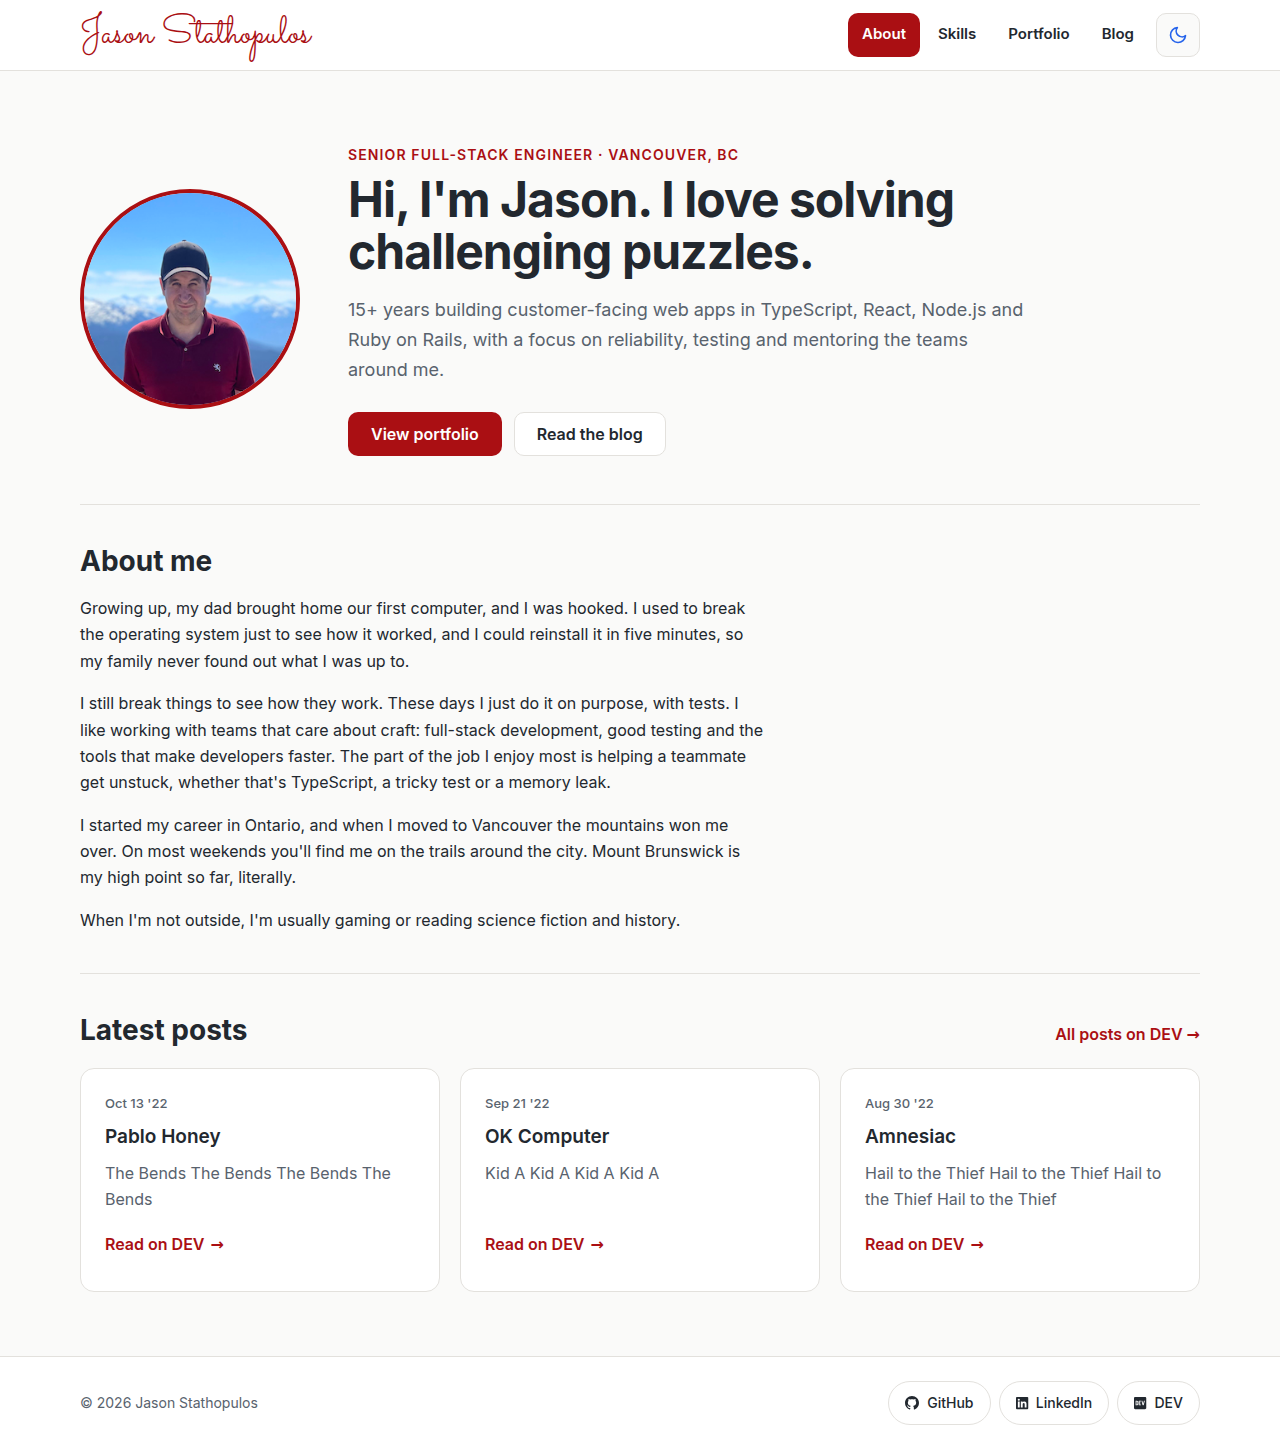 Jason Stathopulos
About Skills Portfolio Blog
SENIOR FULL-STACK ENGINEER · VANCOUVER, BC
Hi, I'm Jason. I love solving
challenging puzzles.
15+ years building customer-facing web apps in TypeScript, React, Node.js and
Ruby on Rails, with a focus on reliability, testing and mentoring the teams
around me.
View portfolio Read the blog
About me
Growing up, my dad brought home our first computer, and I was hooked. I used to break
the operating system just to see how it worked, and I could reinstall it in five minutes, so
my family never found out what I was up to.
I still break things to see how they work. These days I just do it on purpose, with tests. I
like working with teams that care about craft: full-stack development, good testing and the
tools that make developers faster. The part of the job I enjoy most is helping a teammate
get unstuck, whether that's TypeScript, a tricky test or a memory leak.
I started my career in Ontario, and when I moved to Vancouver the mountains won me
over. On most weekends you'll find me on the trails around the city. Mount Brunswick is
my high point so far, literally.
When I'm not outside, I'm usually gaming or reading science fiction and history.
Latest posts
All posts on DEV →
Oct 13 '22
Pablo Honey
The Bends The Bends The Bends The
Bends
Read on DEV →
Sep 21 '22
OK Computer
Kid A Kid A Kid A Kid A
Read on DEV →
Aug 30 '22
Amnesiac
Hail to the Thief Hail to the Thief Hail to
the Thief Hail to the Thief
Read on DEV →
© 2026 Jason Stathopulos
GitHub LinkedIn DEV